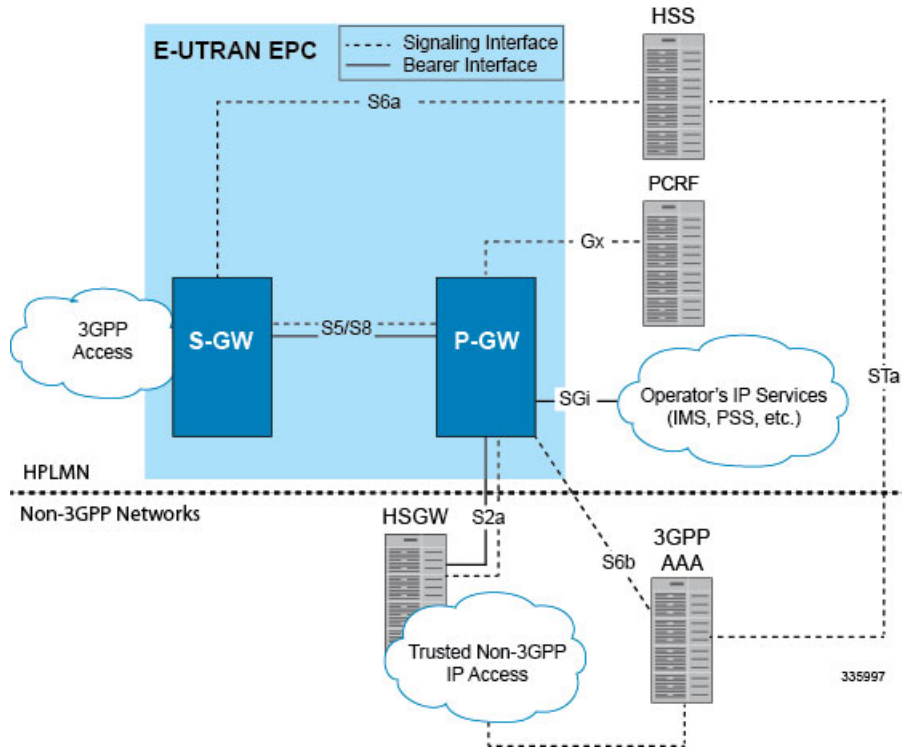 HSS
E-UTRAN EPC
Signaling Interface
Bearer Interface
S6a
PCRF
Gx
3GPP
Access
S-GW
S5/S8
P-GW
STa
SGi
Operator's IP Services
(IMS, PSS, etc.)
HPLMN
Non-3GPP Networks
HSGW
S2a
3GPP
AAA
S6b
Trusted Non-3GPP
IP Access
335997